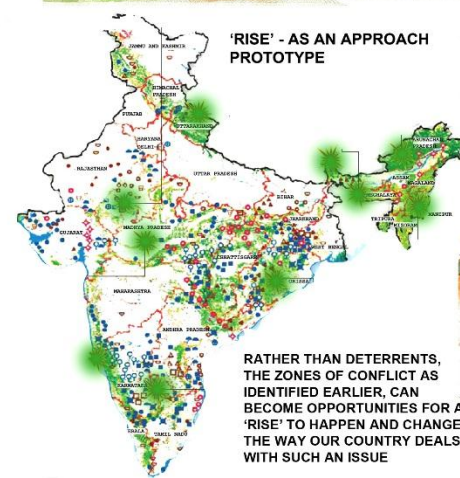 'RISE' - AS AN APPROACH
PROTOTYPE
JAMMU AND KASHMIR
HIMACHAL
PRADESH
PUNJAB
UTTARAKHAND
HARYANA
DELHI
ARUNACHAL
PRADESH
RAJASTHAN
UTTAR PRADESH
ASSAM
NAGALAND
MEGHALAYA
BIHAR
MANIPUR
TRIPURA
MIZORAM
JHARKHAND
GUJARAT
MADHYA PRADESH
WEST BENGAL
CHHATTISGARH
ORISSA
MAHARASHTRA
ANDHRA PRADESH
RATHER THAN DETERRENTS,
THE ZONES OF CONFLICT AS
IDENTIFIED EARLIER, CAN
BECOME OPPORTUNITIES FOR A
'RISE' TO HAPPEN AND CHANGE
THE WAY OUR COUNTRY DEALS
WITH SUCH AN ISSUE
KARNATAKA
KERALA
TAMIL NADU